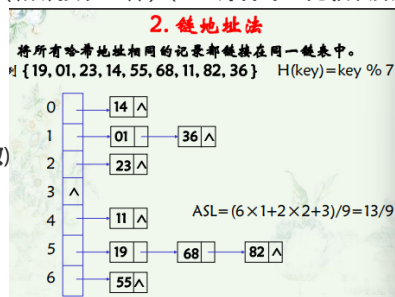 2. 链地址法
将所有哈希地址相同的记录都链接在同一链表中。
{ 19, 01, 23, 14, 55, 68, 11, 82, 36 } H(key)=key % 7
0 14 ∧
1 01 36 ∧
2 23 ∧
3 ∧
4 11 ∧
ASL=(6×1+2×2+3)/9=13/9
5 19 68 82 ∧
6 55 ∧